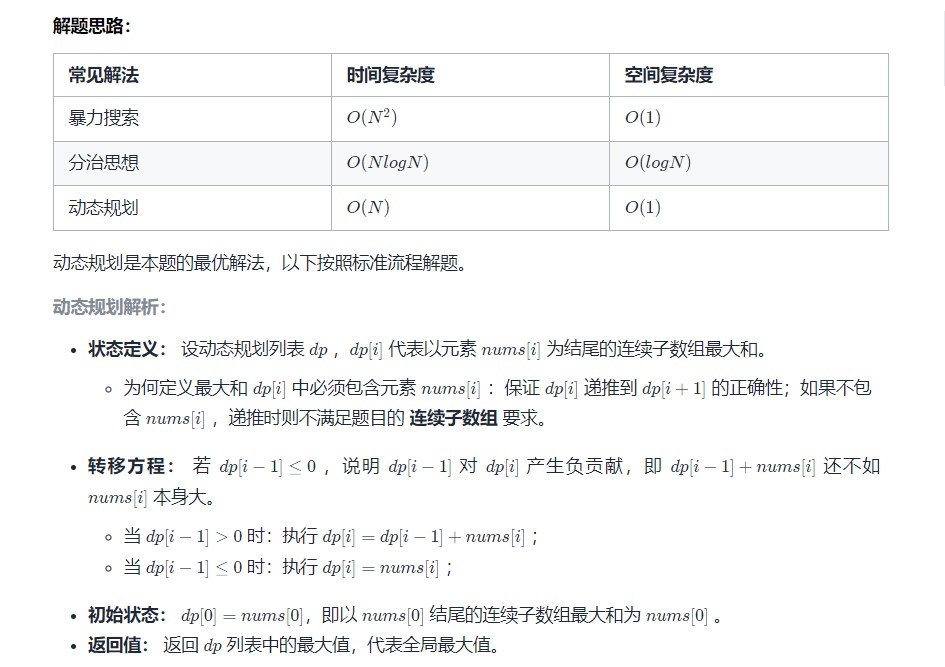 解题思路：
常见解法 时间复杂度 空间复杂度
暴力搜索 O(N²) O(1)
分治思想 O(NlogN) O(logN)
动态规划 O(N) O(1)
动态规划是本题的最优解法，以下按照标准流程解题。
动态规划解析：
• 状态定义： 设动态规划列表 dp ，dp[i] 代表以元素 nums[i] 为结尾的连续子数组最大和。
◦ 为何定义最大和 dp[i] 中必须包含元素 nums[i] ：保证 dp[i] 递推到 dp[i + 1] 的正确性；如果不包
含 nums[i] ，递推时则不满足题目的 连续子数组 要求。
• 转移方程： 若 dp[i − 1] ≤ 0 ，说明 dp[i − 1] 对 dp[i] 产生负贡献，即 dp[i − 1] + nums[i] 还不如
nums[i] 本身大。
◦ 当 dp[i − 1] > 0 时：执行 dp[i] = dp[i − 1] + nums[i] ；
◦ 当 dp[i − 1] ≤ 0 时：执行 dp[i] = nums[i] ；
• 初始状态： dp[0] = nums[0]，即以 nums[0] 结尾的连续子数组最大和为 nums[0] 。
• 返回值： 返回 dp 列表中的最大值，代表全局最大值。